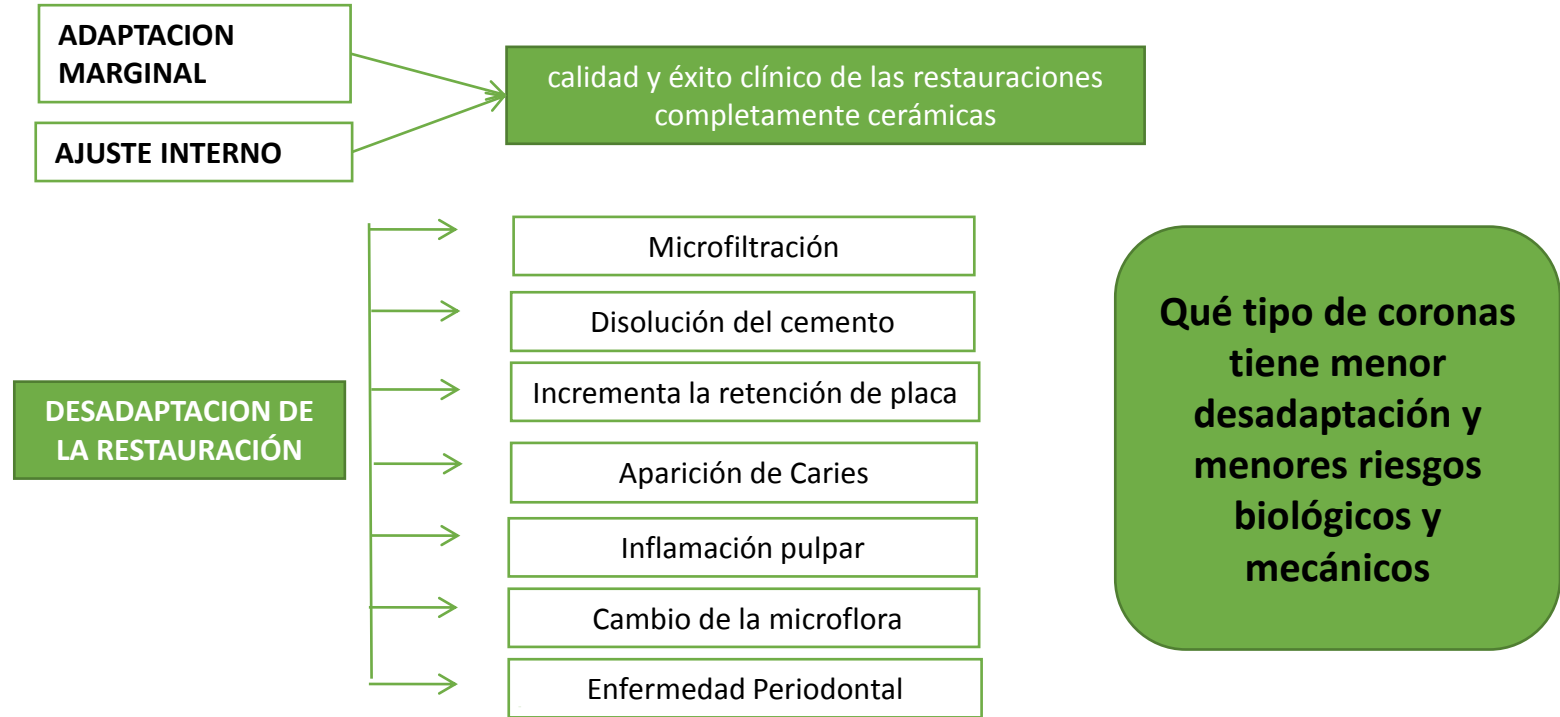 ADAPTACION
MARGINAL
AJUSTE INTERNO
calidad y éxito clínico de las restauraciones
completamente cerámicas
DESADAPTACION DE
LA RESTAURACIÓN
Microfiltración
Disolución del cemento
Incrementa la retención de placa
Aparición de Caries
Inflamación pulpar
Cambio de la microflora
Enfermedad Periodontal
Qué tipo de coronas
tiene menor
desadaptación y
menores riesgos
biológicos y
mecánicos